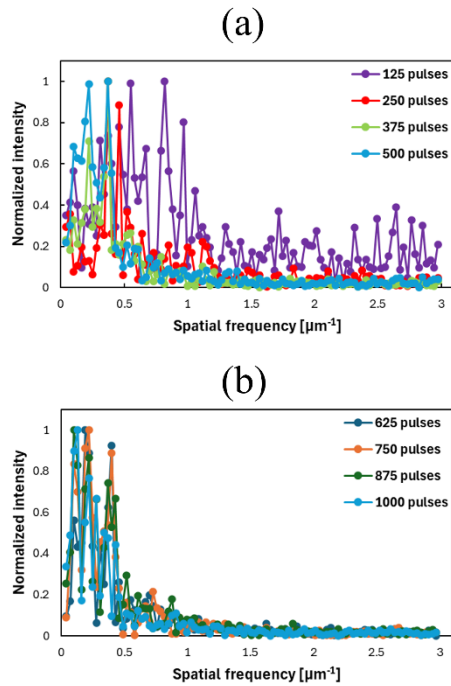 (a)
1
0.8
0.6
0.4
0.2
0
0
0.5
1
1.5
2
2.5
3
Normalized intensity
Spatial frequency [µm⁻¹]
125 pulses
250 pulses
375 pulses
500 pulses
(b)
1
0.8
0.6
0.4
0.2
0
0
0.5
1
1.5
2
2.5
3
Normalized intensity
Spatial frequency [µm⁻¹]
625 pulses
750 pulses
875 pulses
1000 pulses